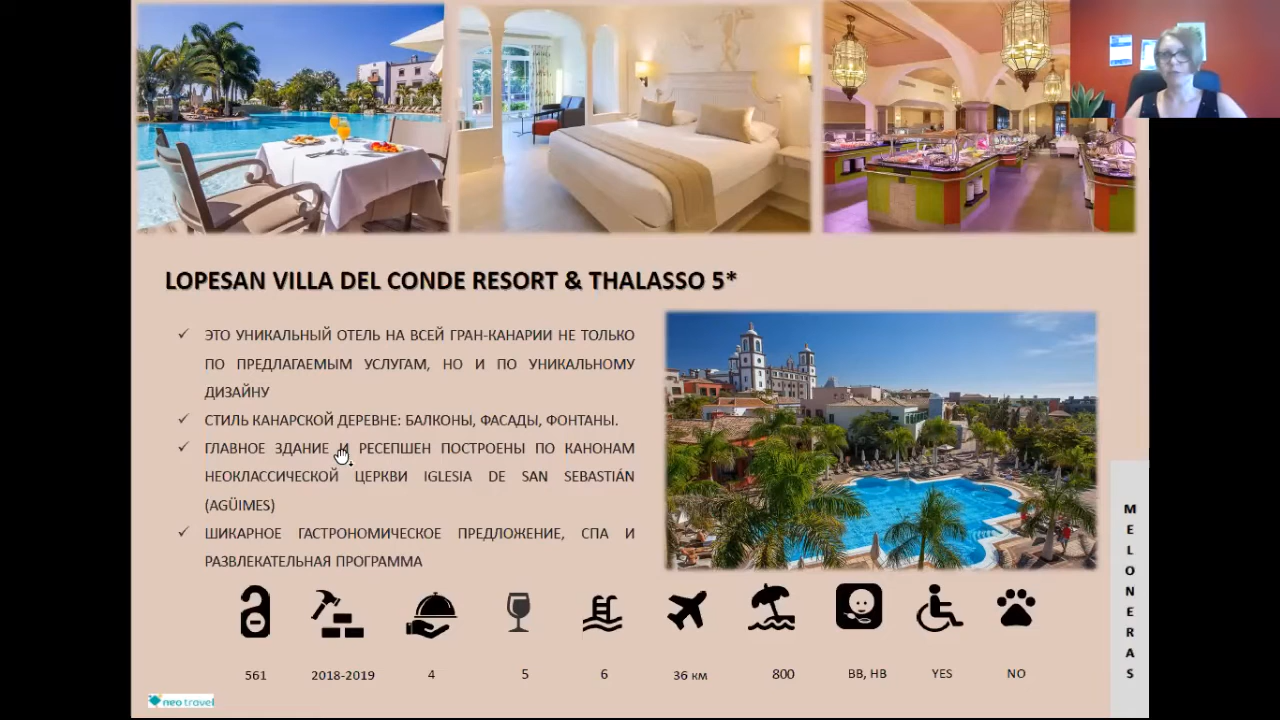 LOPESAN VILLA DEL CONDE RESORT & THALASSO 5*
ЭТО УНИКАЛЬНЫЙ ОТЕЛЬ НА ВСЕЙ ГРАН-КАНАРИИ НЕ ТОЛЬКО
ПО ПРЕДЛАГАЕМЫМ УСЛУГАМ, НО И ПО УНИКАЛЬНОМУ
ДИЗАЙНУ
СТИЛЬ КАНАРСКОЙ ДЕРЕВНЕ: БАЛКОНЫ, ФАСАДЫ, ФОНТАНЫ.
ГЛАВНОЕ ЗДАНИЕ И РЕСЕПШЕН ПОСТРОЕНЫ ПО КАНОНАМ
НЕОКЛАССИЧЕСКОЙ ЦЕРКВИ IGLESIA DE SAN SEBASTIÁN
(AGÜIMES)
ШИКАРНОЕ ГАСТРОНОМИЧЕСКОЕ ПРЕДЛОЖЕНИЕ, СПА И
РАЗВЛЕКАТЕЛЬНАЯ ПРОГРАММА
561 2018-2019 4 5 6 36 км 800 BB, HB YES NO
MELONERAS
neo travel